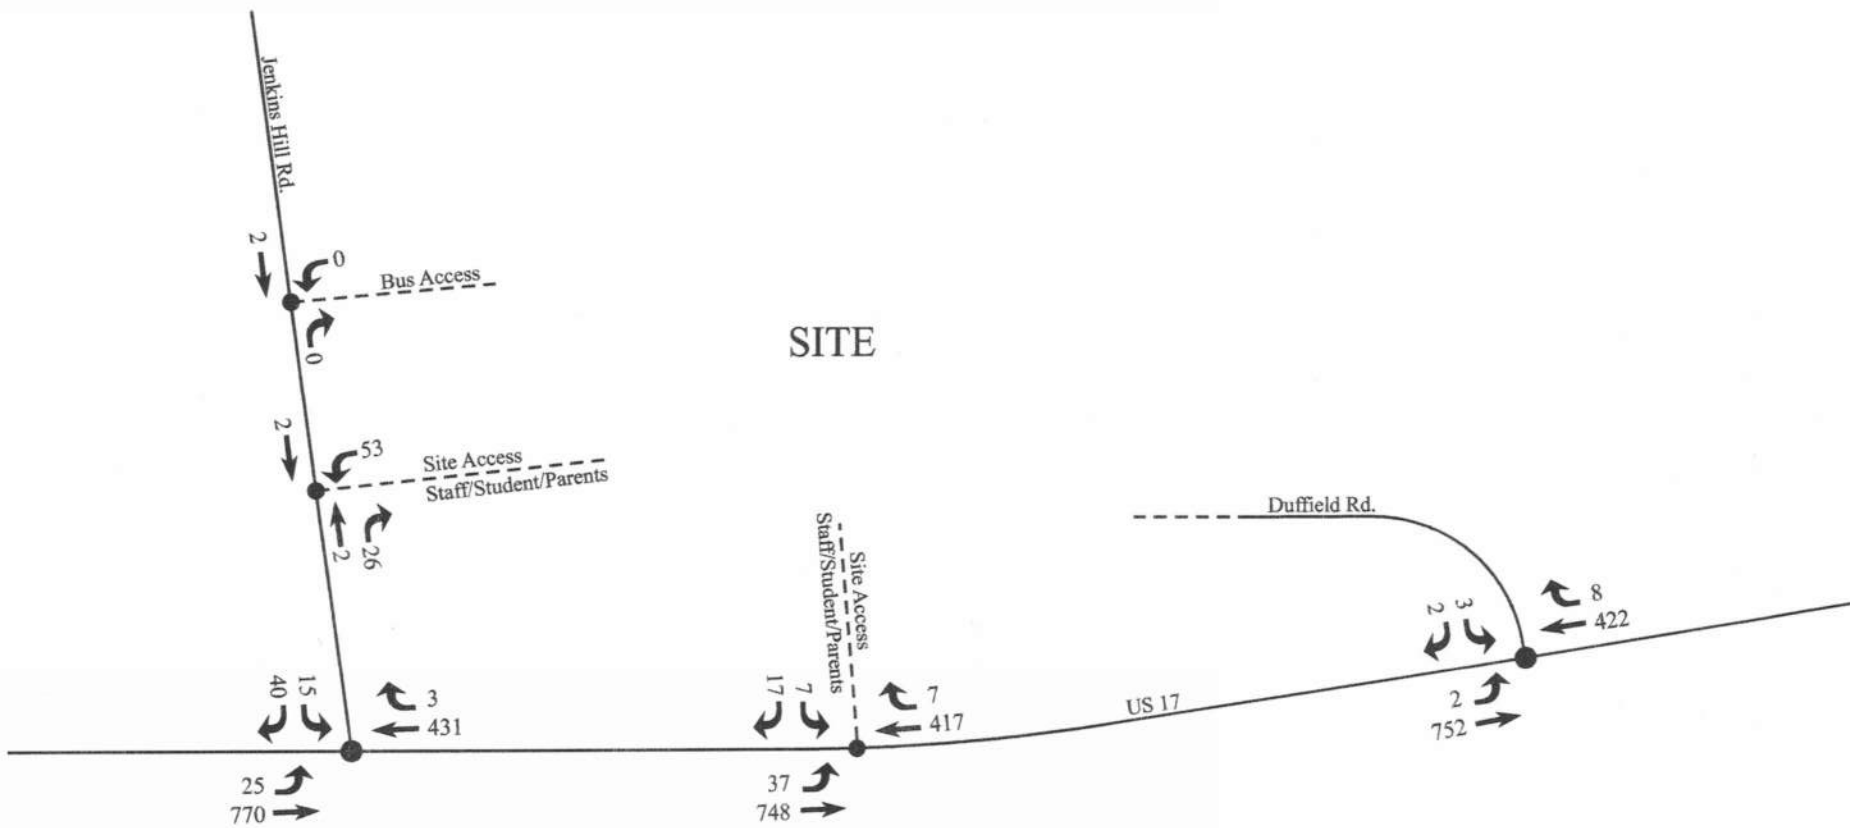 Jenkins Hill Rd.
2
0
Bus Access
0
SITE
2
53
Site Access
Staff/Student/Parents
2
26
Site Access
Staff/Student/Parents
Duffield Rd.
2
3
8
422
2
752
US 17
40
15
3
431
25
770
17
7
7
417
37
748